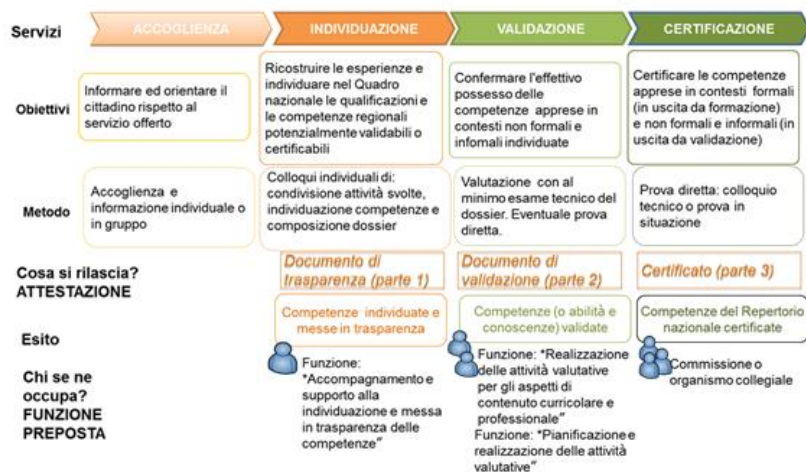 Servizi
ACCOGLIENZA
INDIVIDUAZIONE
VALIDAZIONE
CERTIFICAZIONE
Obiettivi
Informare ed orientare il
cittadino rispetto al
servizio offerto
Ricostruire le esperienze e
individuare nel Quadro
nazionale le qualificazioni e
le competenze regionali
potenzialmente validabili o
certificabili
Confermare l'effettivo
possesso delle
competenze apprese in
contesti non formali e
infomali individuate
Certificare le competenze
apprese in contesti formali
(in uscita da formazione)
e non formali e informali (in
uscita da validazione)
Metodo
Accoglienza e
informazione individuale o
in gruppo
Colloqui individuali di:
condivisione attività svolte,
individuazione competenze e
composizione dossier
Valutazione con al
minimo esame tecnico del
dossier. Eventuale prova
diretta.
Prova diretta: colloquio
tecnico o prova in
situazione
Cosa si rilascia?
ATTESTAZIONE
Documento di
trasparenza (parte 1)
Documento di
validazione (parte 2)
Certificato (parte 3)
Esito
Competenze individuate e
messe in trasparenza
Competenze (o abilità e
conoscenze) validate
Competenze del Repertorio
nazionale certificate
Chi se ne
occupa?
FUNZIONE
PREPOSTA
Funzione:
"Accompagnamento e
supporto alla
individuazione e messa
in trasparenza delle
competenze"
Funzione: "Realizzazione
delle attività valutative
per gli aspetti di
contenuto curricolare e
professionale"
Funzione: "Pianificazione e
realizzazione delle attività
valutative"
Commissione o
organismo collegiale